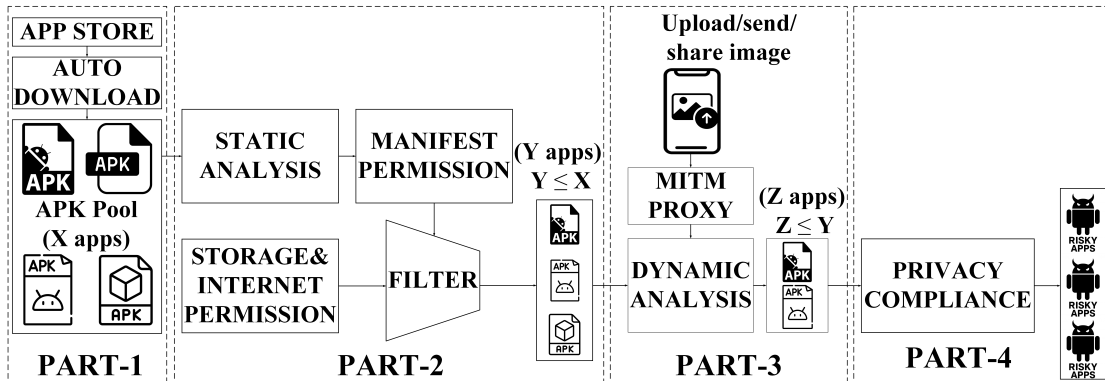 APP STORE
AUTO
DOWNLOAD
APK
APK
APK Pool
(X apps)
APK
APK
PART-1
STATIC
ANALYSIS
MANIFEST
PERMISSION
STORAGE&
INTERNET
PERMISSION
FILTER
(Y apps)
Y ≤ X
APK
APK
APK
PART-2
Upload/send/
share image
MITM
PROXY
DYNAMIC
ANALYSIS
(Z apps)
Z ≤ Y
APK
APK
PART-3
PRIVACY
COMPLIANCE
RISKY
APPS
RISKY
APPS
RISKY
APPS
PART-4